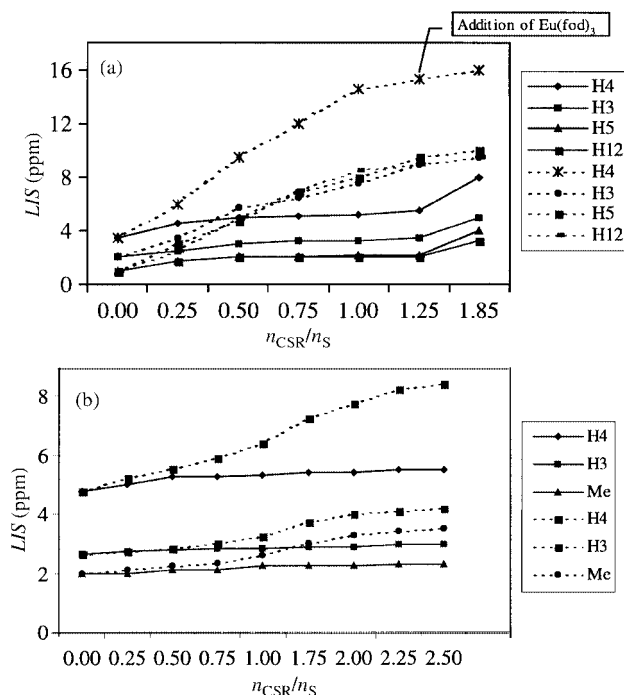 Addition of Eu(fod)3
(a)
LIS (ppm)
16
12
8
4
0
0.00 0.25 0.50 0.75 1.00 1.25 1.85
nCSR/nS
H4
H3
H5
H12
H4
H3
H5
H12
(b)
LIS (ppm)
8
6
4
2
0
0.00 0.25 0.50 0.75 1.00 1.75 2.00 2.25 2.50
nCSR/nS
H4
H3
Me
H4
H3
Me